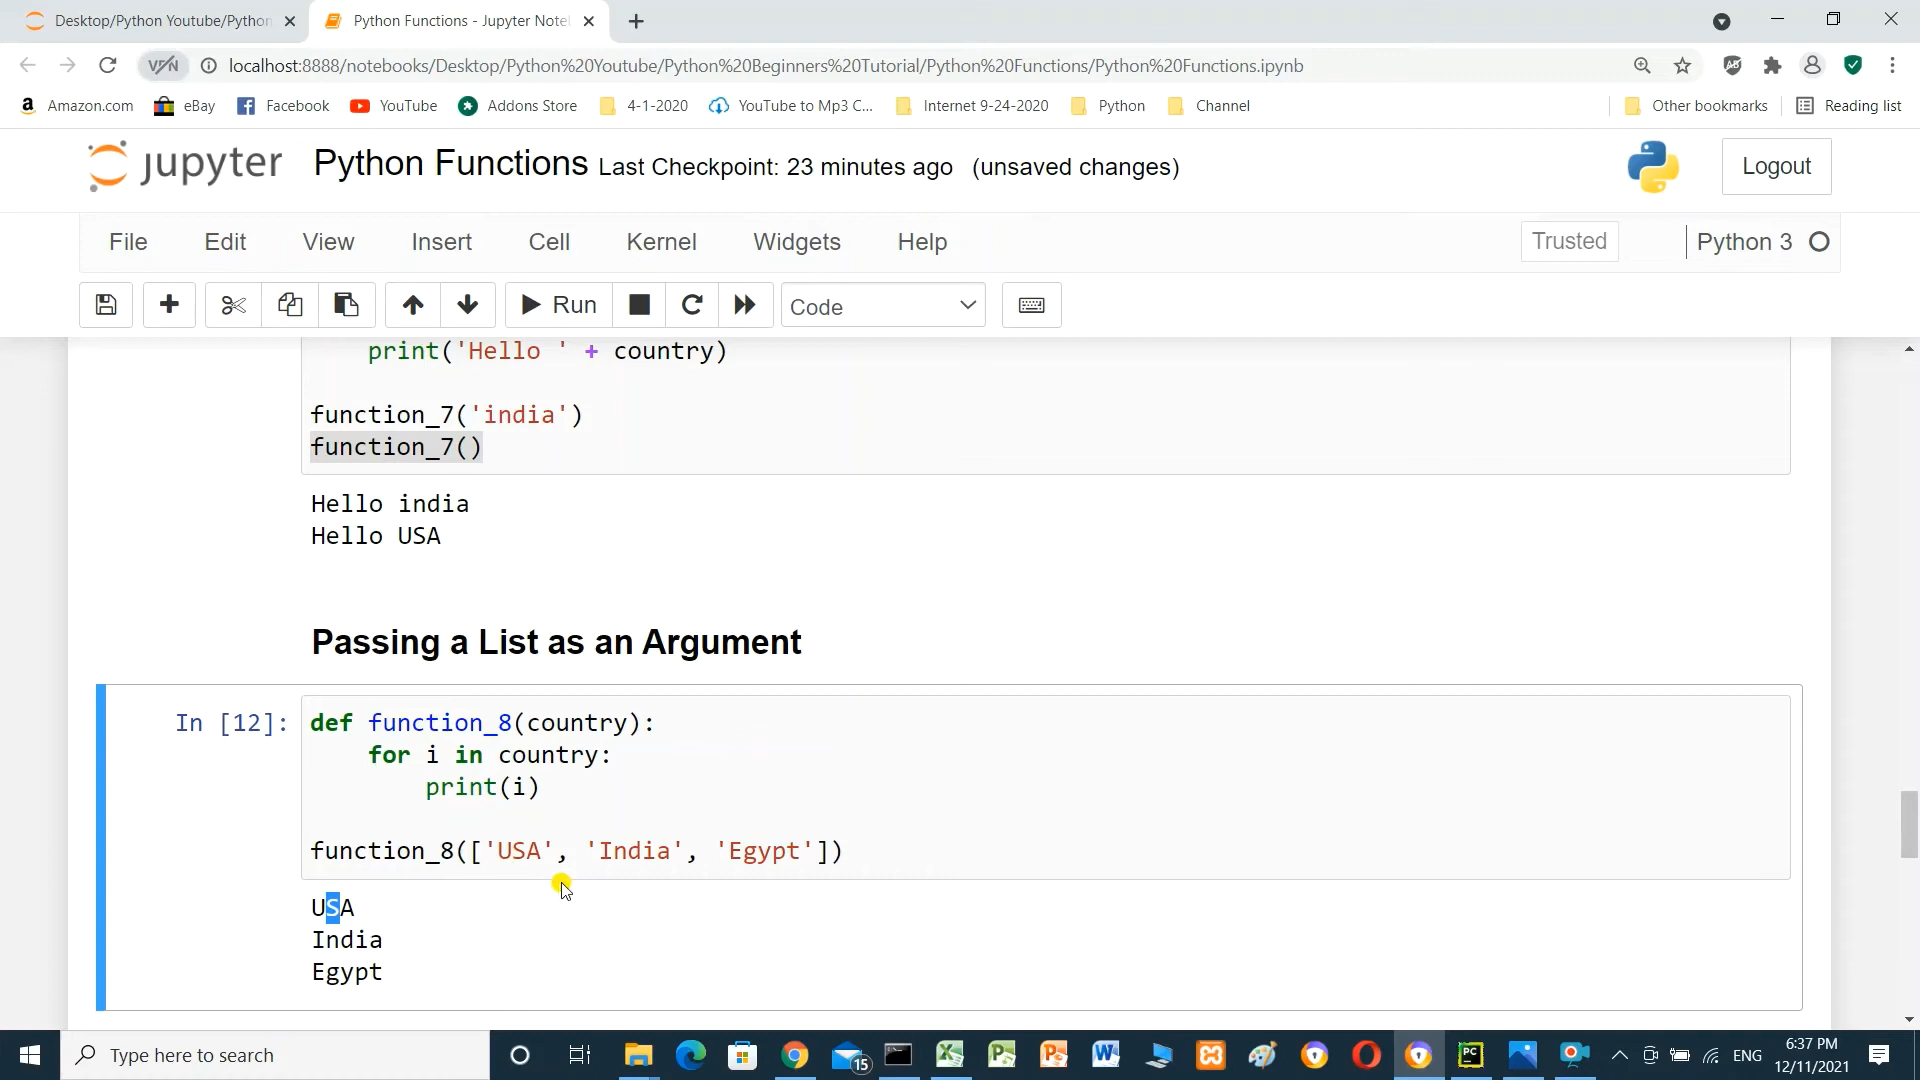 Desktop/Python Youtube/Python
Python Functions - Jupyter Note
VPN
localhost:8888/notebooks/Desktop/Python%20Youtube/Python%20Beginners%20Tutorial/Python%20Functions/Python%20Functions.ipynb
Amazon.com eBay Facebook YouTube Addons Store 4-1-2020 YouTube to Mp3 C... Internet 9-24-2020 Python Channel Other bookmarks Reading list
jupyter Python Functions Last Checkpoint: 23 minutes ago (unsaved changes) Logout
File Edit View Insert Cell Kernel Widgets Help Trusted Python 3
Run Code
print('Hello ' + country)
function_7('india')
function_7()
Hello india
Hello USA
Passing a List as an Argument
In [12]: def function_8(country):
for i in country:
print(i)
function_8(['USA', 'India', 'Egypt'])
USA
India
Egypt
Type here to search
15
ENG
6:37 PM
12/11/2021